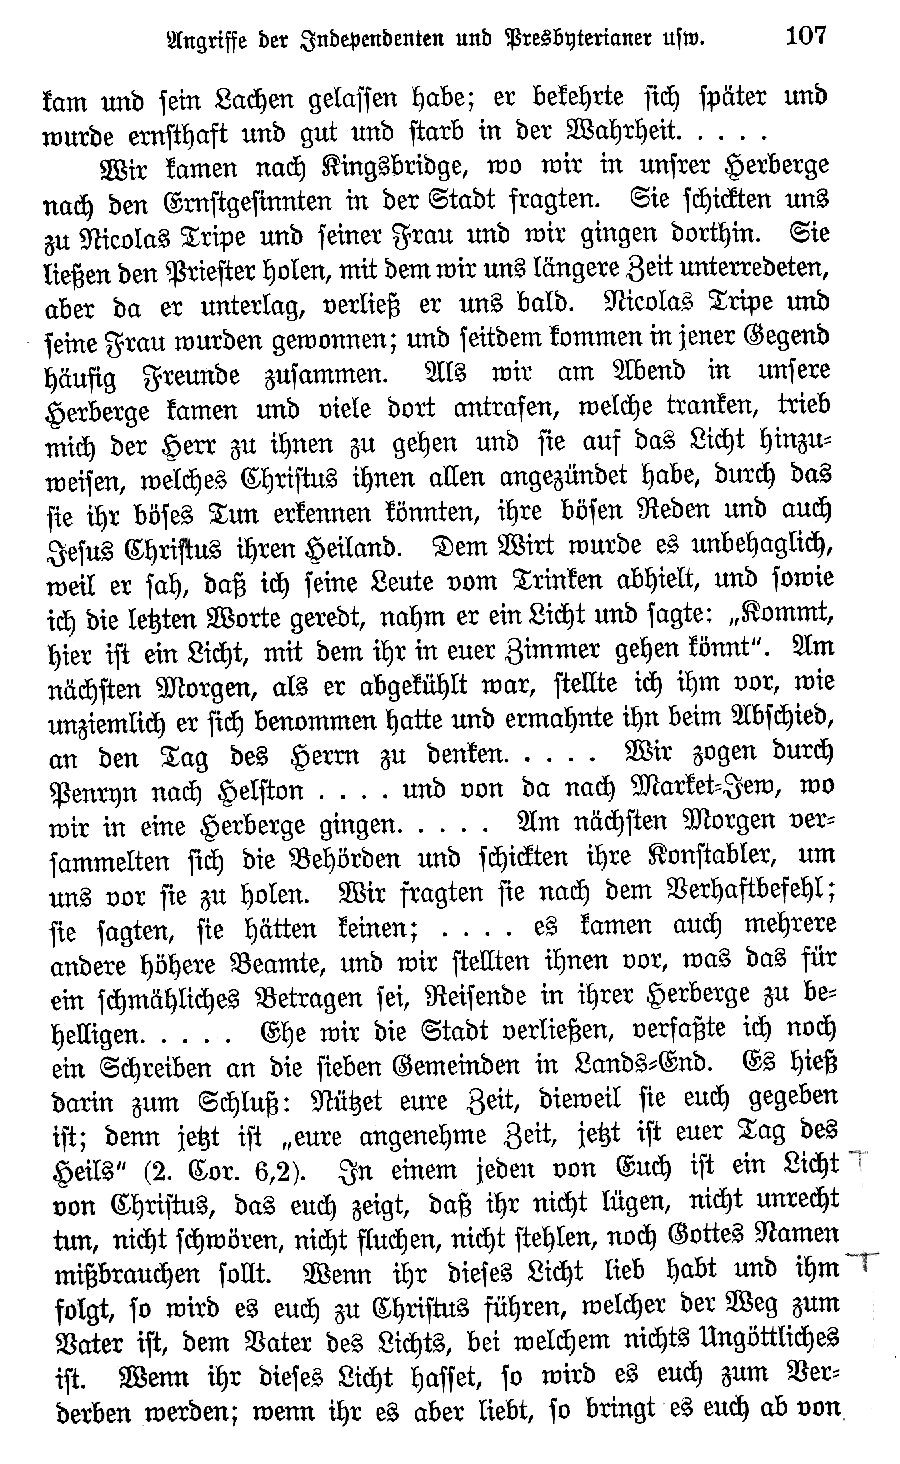 Angriffe der Independenten und Presbyterianer usw. 107
kam und sein Lachen gelassen habe; er bekehrte sich später und
wurde ernsthaft und gut und starb in der Wahrheit. . . . .
Wir kamen nach Kingsbridge, wo wir in unsrer Herberge
nach den Ernstgesinnten in der Stadt fragten. Sie schickten uns
zu Nicolas Tripe und seiner Frau und wir gingen dorthin. Sie
ließen den Priester holen, mit dem wir uns längere Zeit unterredeten,
aber da er unterlag, verließ er uns bald. Nicolas Tripe und
seine Frau wurden gewonnen; und seitdem kommen in jener Gegend
häufig Freunde zusammen. Als wir am Abend in unsere
Herberge kamen und viele dort antrafen, welche tranken, trieb
mich der Herr zu ihnen zu gehen und sie auf das Licht hinzu-
weisen, welches Christus ihnen allen angezündet habe, durch das
sie ihr böses Tun erkennen könnten, ihre bösen Reden und auch
Jesus Christus ihren Heiland. Dem Wirt wurde es unbehaglich,
weil er sah, daß ich seine Leute vom Trinken abhielt, und sowie
ich die letzten Worte geredt, nahm er ein Licht und sagte: „Kommt,
hier ist ein Licht, mit dem ihr in euer Zimmer gehen könnt“. Am
nächsten Morgen, als er abgekühlt war, stellte ich ihm vor, wie
unziemlich er sich benommen hatte und ermahnte ihn beim Abschied,
an den Tag des Herrn zu denken. . . . . Wir zogen durch
Penryn nach Helston . . . . und von da nach Market-Jew, wo
wir in eine Herberge gingen. . . . . Am nächsten Morgen ver-
sammelten sich die Behörden und schickten ihre Konstabler, um
uns vor sie zu holen. Wir fragten sie nach dem Verhaftbefehl;
sie sagten, sie hätten keinen; . . . . es kamen auch mehrere
andere höhere Beamte, und wir stellten ihnen vor, was das für
ein schmähliches Betragen sei, Reisende in ihrer Herberge zu be-
helligen. . . . . Ehe wir die Stadt verließen, verfaßte ich noch
ein Schreiben an die sieben Gemeinden in Lands-End. Es hieß
darin zum Schluß: Nützet eure Zeit, dieweil sie euch gegeben
ist; denn jetzt ist „eure angenehme Zeit, jetzt ist euer Tag des
Heils“ (2. Cor. 6,2). In einem jeden von Euch ist ein Licht
von Christus, das euch zeigt, daß ihr nicht lügen, nicht unrecht
tun, nicht schwören, nicht fluchen, nicht stehlen, noch Gottes Namen
mißbrauchen sollt. Wenn ihr dieses Licht lieb habt und ihm
folgt, so wird es euch zu Christus führen, welcher der Weg zum
Vater ist, dem Vater des Lichts, bei welchem nichts Ungöttliches
ist. Wenn ihr dieses Licht hasset, so wird es euch zum Ver-
derben werden; wenn ihr es aber liebt, so bringt es euch ab von